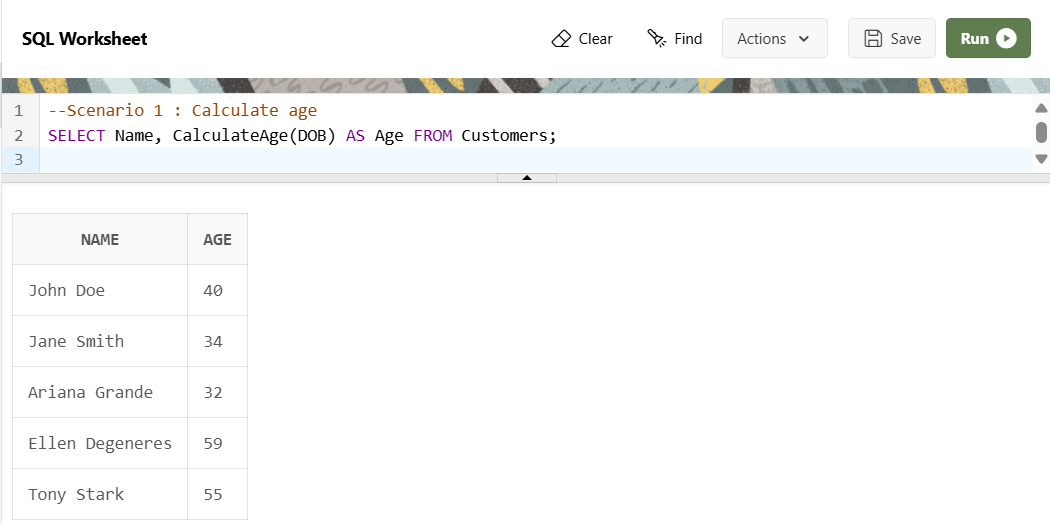 SQL Worksheet Clear Find Actions Save Run
1 --Scenario 1 : Calculate age
2 SELECT Name, CalculateAge(DOB) AS Age FROM Customers;
3
NAME AGE
John Doe 40
Jane Smith 34
Ariana Grande 32
Ellen Degeneres 59
Tony Stark 55